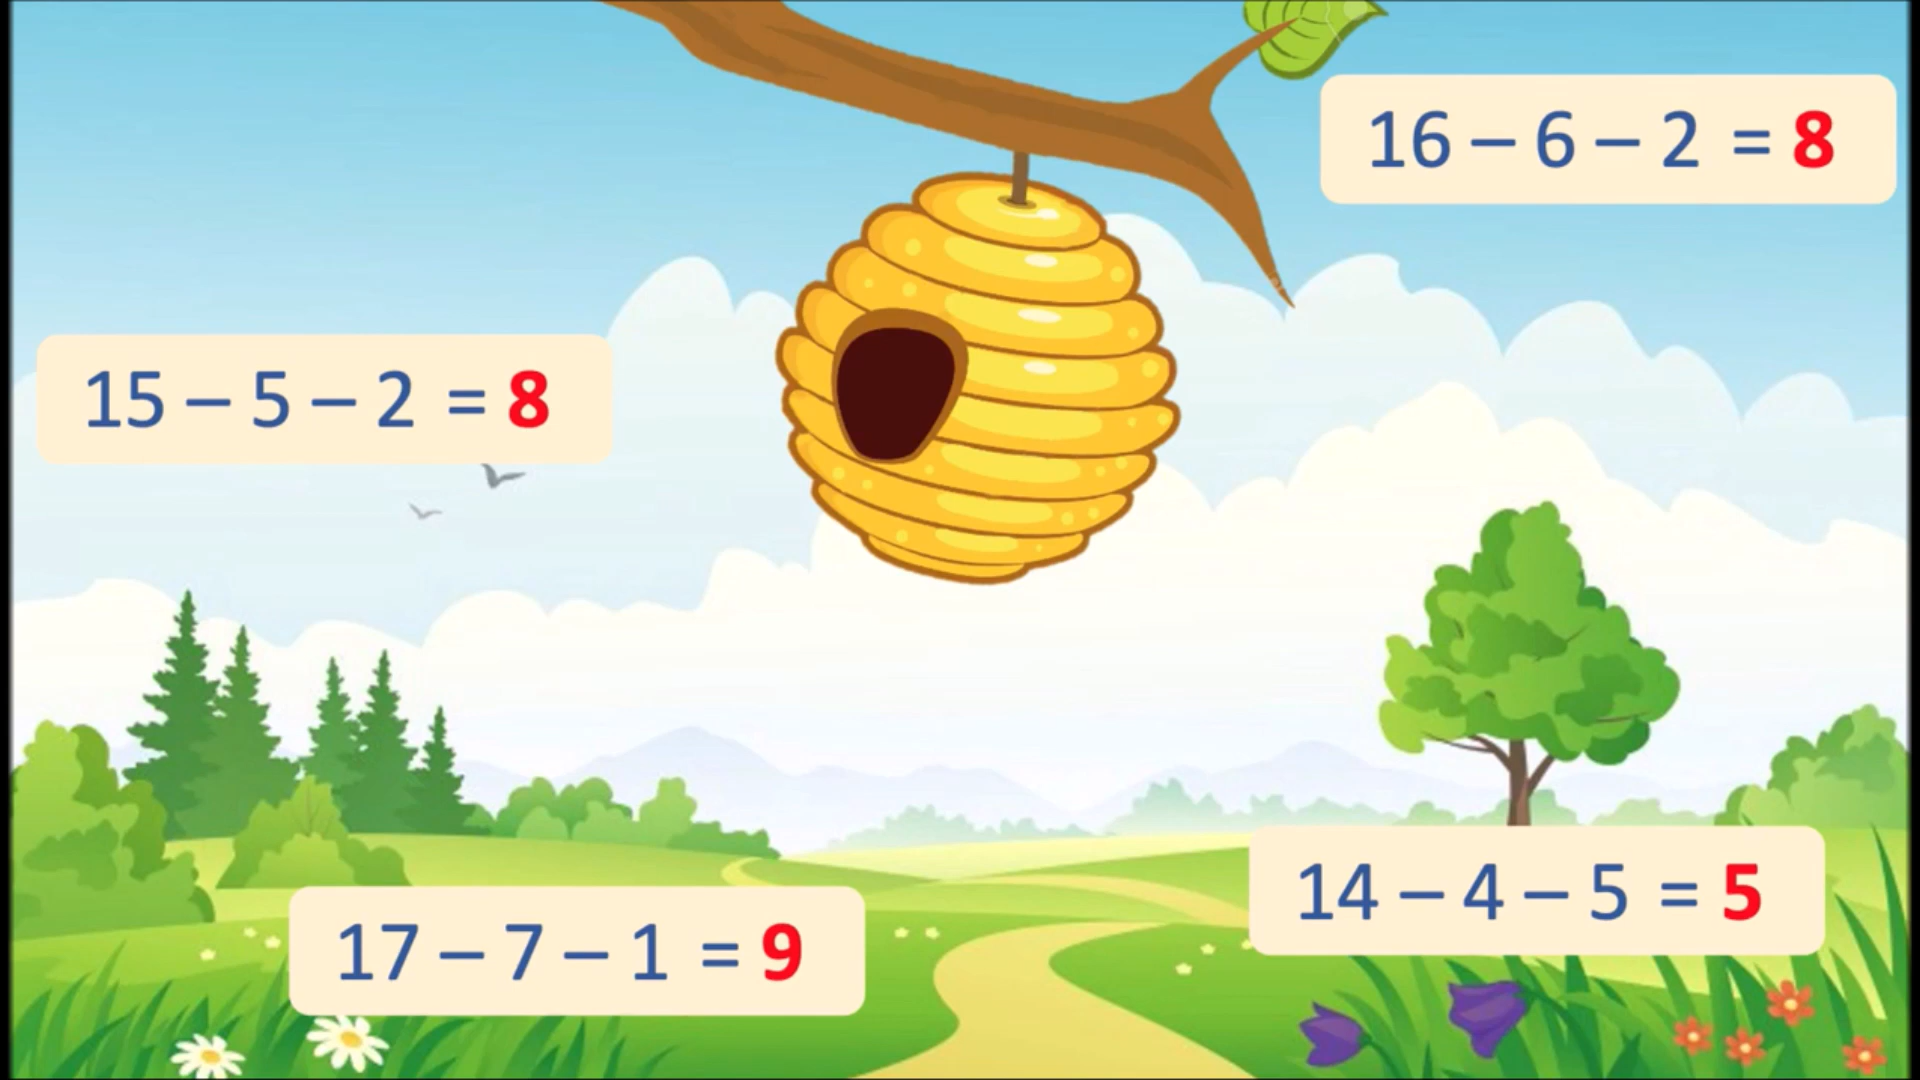 16 – 6 – 2 = 8
15 – 5 – 2 = 8
14 – 4 – 5 = 5
17 – 7 – 1 = 9